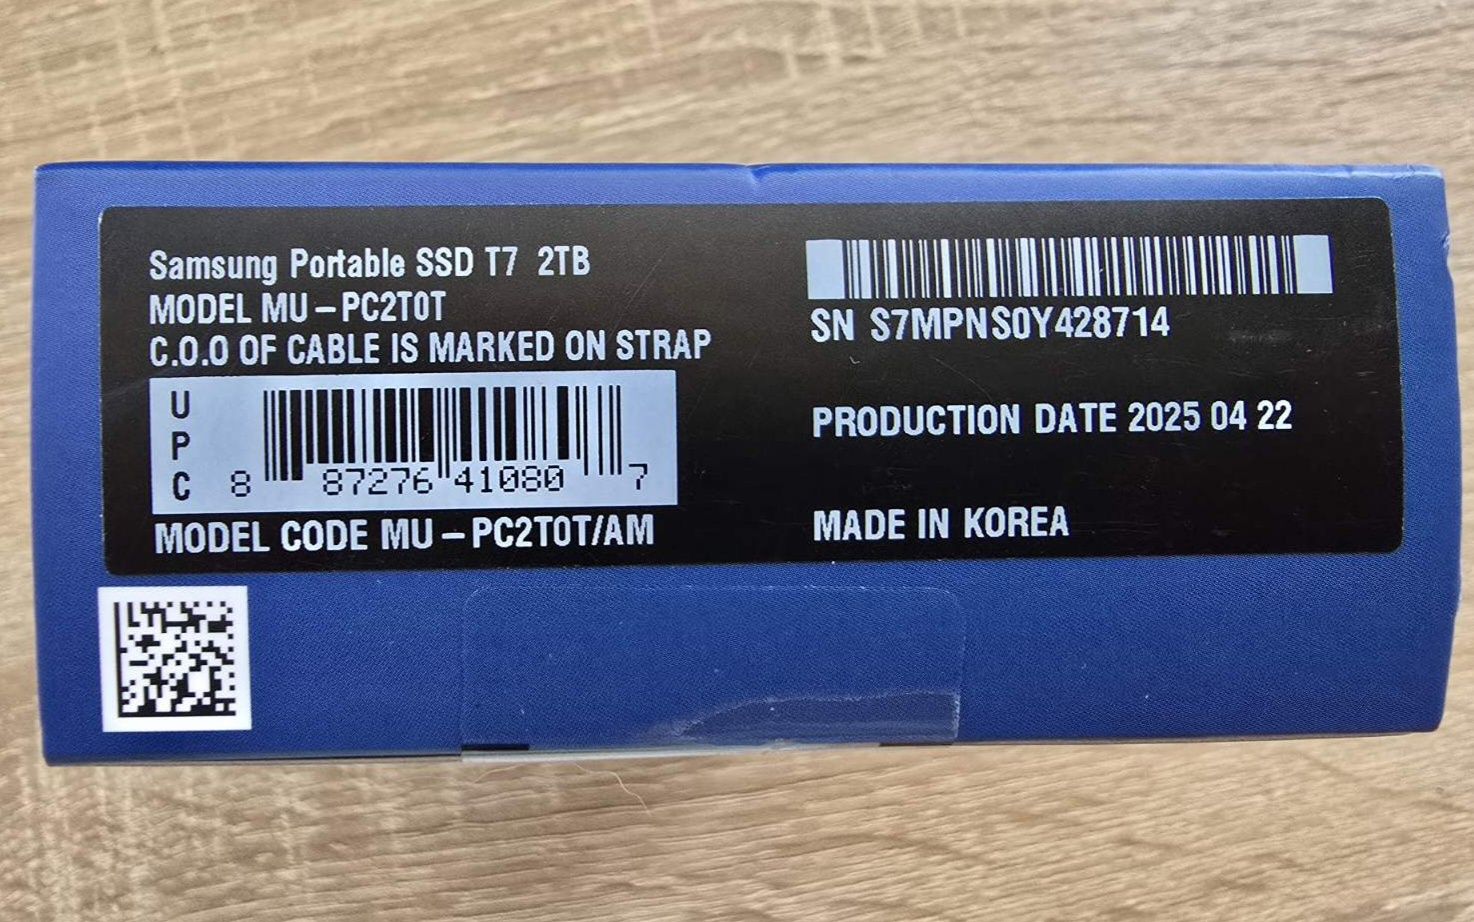 Samsung Portable SSD T7 2TB
MODEL MU-PC2T0T
C.O.O OF CABLE IS MARKED ON STRAP
UPC
8 87276 41080 7
MODEL CODE MU-PC2T0T/AM
SN S7MPNS0Y428714
PRODUCTION DATE 2025 04 22
MADE IN KOREA